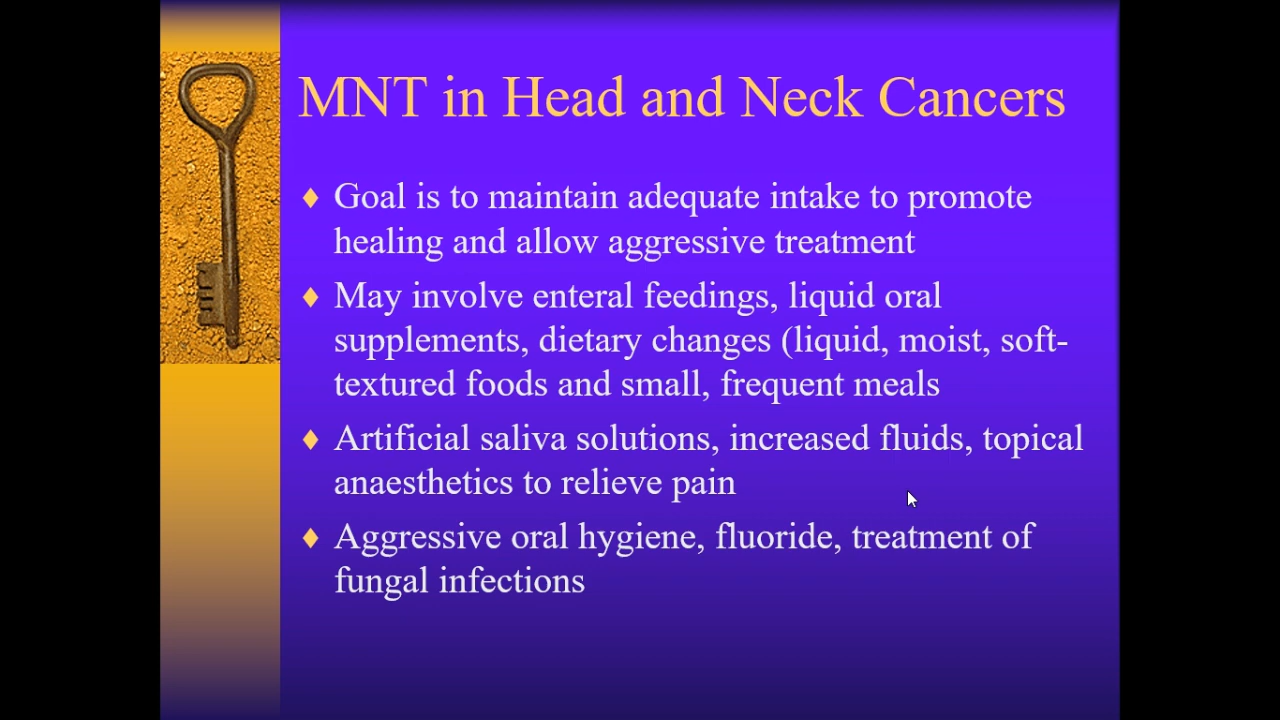 MNT in Head and Neck Cancers
Goal is to maintain adequate intake to promote
healing and allow aggressive treatment
May involve enteral feedings, liquid oral
supplements, dietary changes (liquid, moist, soft-
textured foods and small, frequent meals
Artificial saliva solutions, increased fluids, topical
anaesthetics to relieve pain
Aggressive oral hygiene, fluoride, treatment of
fungal infections